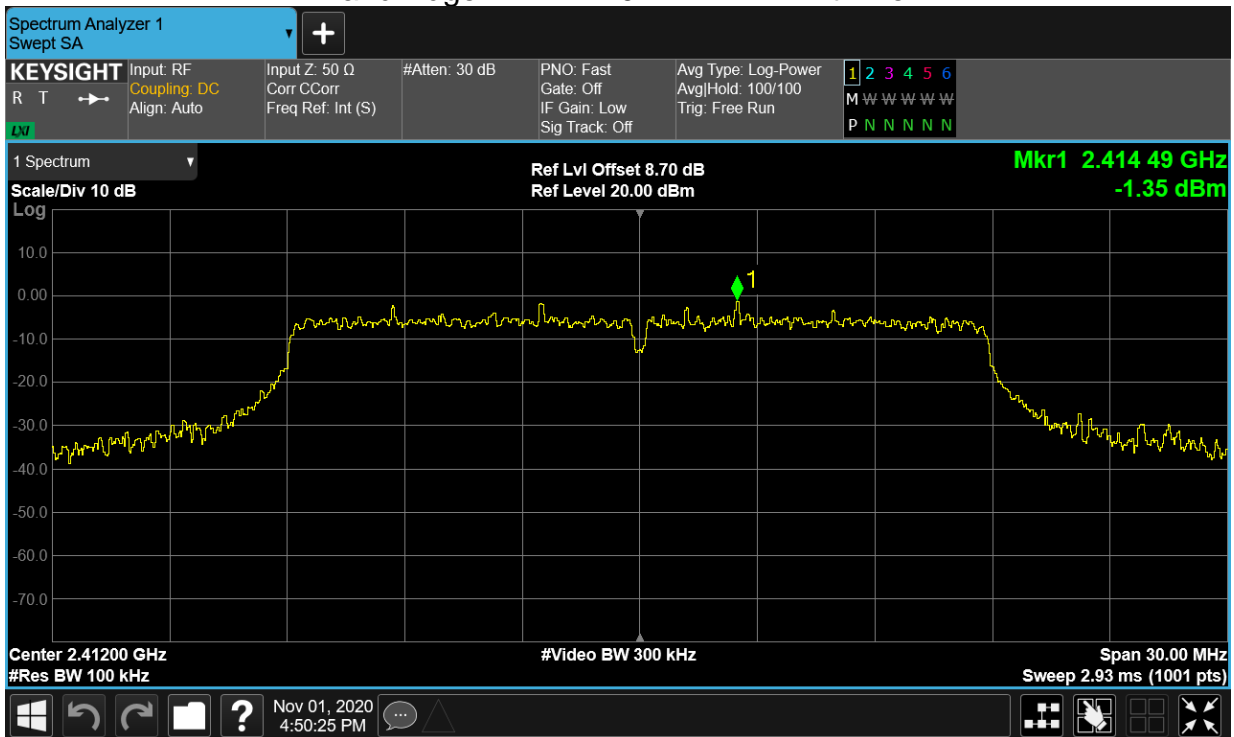 Spectrum Analyzer 1
Swept SA
KEYSIGHT
R T
LXI
Input: RF
Coupling: DC
Align: Auto
Input Z: 50 Ω
Corr CCorr
Freq Ref: Int (S)
#Atten: 30 dB
PNO: Fast
Gate: Off
IF Gain: Low
Sig Track: Off
Avg Type: Log-Power
Avg|Hold: 100/100
Trig: Free Run
1 2 3 4 5 6
M W W W W W
P N N N N N
1 Spectrum
Scale/Div 10 dB
Log
Ref Lvl Offset 8.70 dB
Ref Level 20.00 dBm
Mkr1 2.414 49 GHz
-1.35 dBm
10.0
0.00
-10.0
-20.0
-30.0
-40.0
-50.0
-60.0
-70.0
1
Center 2.41200 GHz
#Res BW 100 kHz
#Video BW 300 kHz
Span 30.00 MHz
Sweep 2.93 ms (1001 pts)
?
Nov 01, 2020
4:50:25 PM